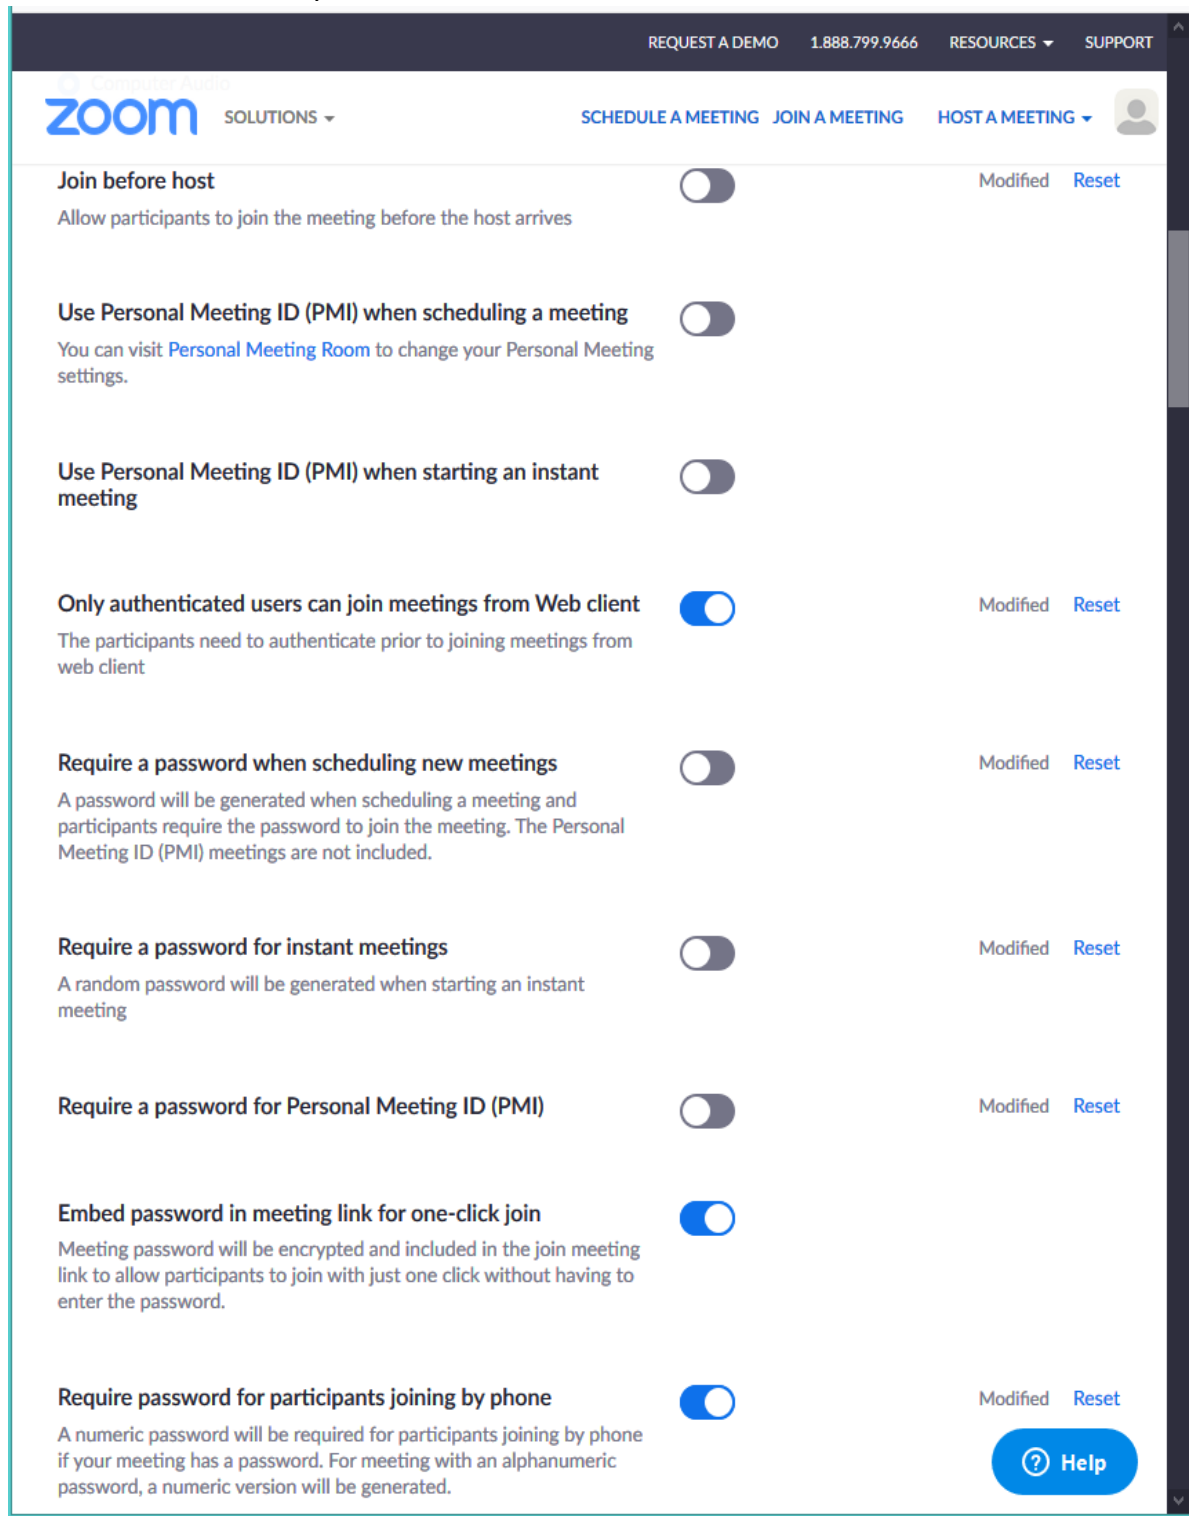 REQUEST A DEMO 1.888.799.9666 RESOURCES SUPPORT
Computer Audio
zoom SOLUTIONS SCHEDULE A MEETING JOIN A MEETING HOST A MEETING
Join before host Modified Reset
Allow participants to join the meeting before the host arrives
Use Personal Meeting ID (PMI) when scheduling a meeting
You can visit Personal Meeting Room to change your Personal Meeting
settings.
Use Personal Meeting ID (PMI) when starting an instant
meeting
Only authenticated users can join meetings from Web client Modified Reset
The participants need to authenticate prior to joining meetings from
web client
Require a password when scheduling new meetings Modified Reset
A password will be generated when scheduling a meeting and
participants require the password to join the meeting. The Personal
Meeting ID (PMI) meetings are not included.
Require a password for instant meetings Modified Reset
A random password will be generated when starting an instant
meeting
Require a password for Personal Meeting ID (PMI) Modified Reset
Embed password in meeting link for one-click join
Meeting password will be encrypted and included in the join meeting
link to allow participants to join with just one click without having to
enter the password.
Require password for participants joining by phone Modified Reset
A numeric password will be required for participants joining by phone
if your meeting has a password. For meeting with an alphanumeric
password, a numeric version will be generated.
? Help